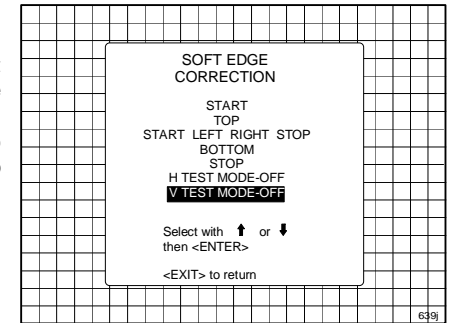 SOFT EDGE
CORRECTION
START
TOP
START LEFT RIGHT STOP
BOTTOM
STOP
H TEST MODE-OFF
V TEST MODE-OFF
Select with ⬆ or ⬇
then <ENTER>
<EXIT> to return
639j